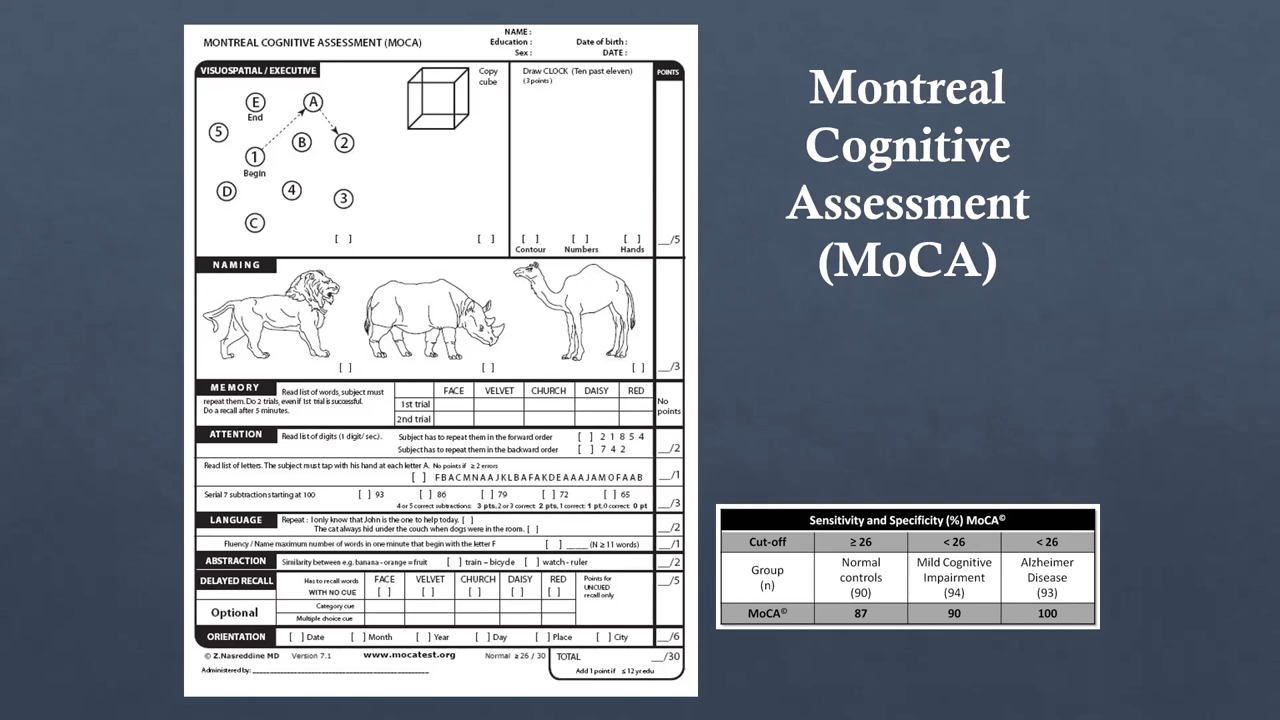 MONTREAL COGNITIVE ASSESSMENT (MOCA)
NAME :
Education :
Sex :
Date of birth :
DATE :
VISUOSPATIAL / EXECUTIVE
Copy
cube
Draw CLOCK (Ten past eleven)
(3 points)
POINTS
E
End
A
5
B
2
1
Begin
D
4
3
C
[ ]
[ ]
[ ]
[ ]
[ ]
Contour
Numbers
Hands
__/5
NAMING
[ ]
[ ]
[ ]
__/3
MEMORY
Read list of words, subject must
repeat them. Do 2 trials, even if 1st trial is successful.
Do a recall after 5 minutes.
FACE VELVET CHURCH DAISY RED
1st trial
2nd trial
No
points
ATTENTION
Read list of digits (1 digit/ sec.).
Subject has to repeat them in the forward order [ ] 2 1 8 5 4
Subject has to repeat them in the backward order [ ] 7 4 2
__/2
Read list of letters. The subject must tap with his hand at each letter A. No points if ≥ 2 errors
[ ] F B A C M N A A J K L B A F A K D E A A A J A M O F A A B
__/1
Serial 7 subtraction starting at 100 [ ] 93 [ ] 86 [ ] 79 [ ] 72 [ ] 65
4 or 5 correct subtractions: 3 pts, 2 or 3 correct: 2 pts, 1 correct: 1 pt, 0 correct: 0 pt
__/3
LANGUAGE
Repeat : I only know that John is the one to help today. [ ]
The cat always hid under the couch when dogs were in the room. [ ]
__/2
Fluency / Name maximum number of words in one minute that begin with the letter F [ ] ____ (N ≥ 11 words)
__/1
ABSTRACTION
Similarity between e.g. banana - orange = fruit [ ] train – bicycle [ ] watch - ruler
__/2
DELAYED RECALL
Has to recall words
WITH NO CUE
FACE VELVET CHURCH DAISY RED
[ ] [ ] [ ] [ ] [ ]
Points for
UNCUED
recall only
__/5
Optional
Category cue
Multiple choice cue
ORIENTATION
[ ] Date [ ] Month [ ] Year [ ] Day [ ] Place [ ] City
__/6
© Z.Nasreddine MD Version 7.1 www.mocatest.org Normal ≥ 26 / 30
TOTAL __/30
Administered by: ____
Add 1 point if ≤ 12 yr edu
Montreal
Cognitive
Assessment
(MoCA)
Sensitivity and Specificity (%) MoCA©
Cut-off ≥ 26 < 26 < 26
Group
(n)
Normal
controls
(90)
Mild Cognitive
Impairment
(94)
Alzheimer
Disease
(93)
MoCA© 87 90 100